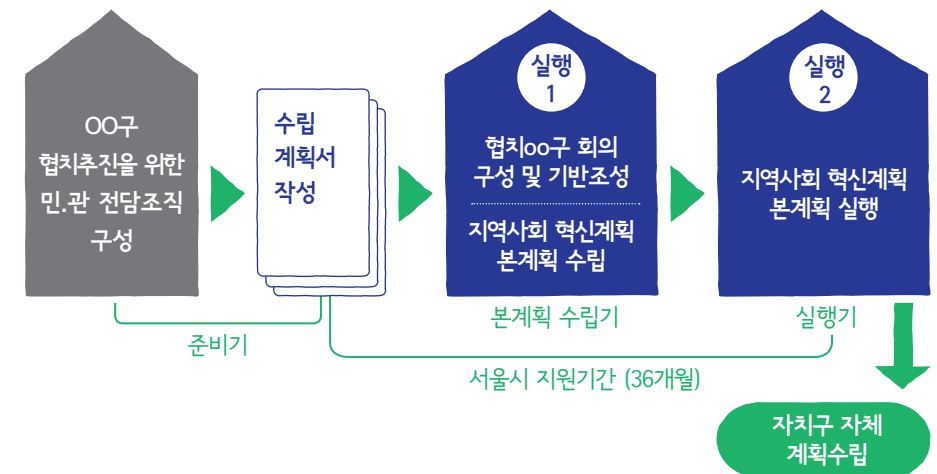 OO구
협치추진을 위한
민.관 전담조직
구성
수립
계획서
작성
실행
1
협치oo구 회의
구성 및 기반조성
지역사회 혁신계획
본계획 수립
실행
2
지역사회 혁신계획
본계획 실행
준비기
본계획 수립기
실행기
서울시 지원기간 (36개월)
자치구 자체
계획수립